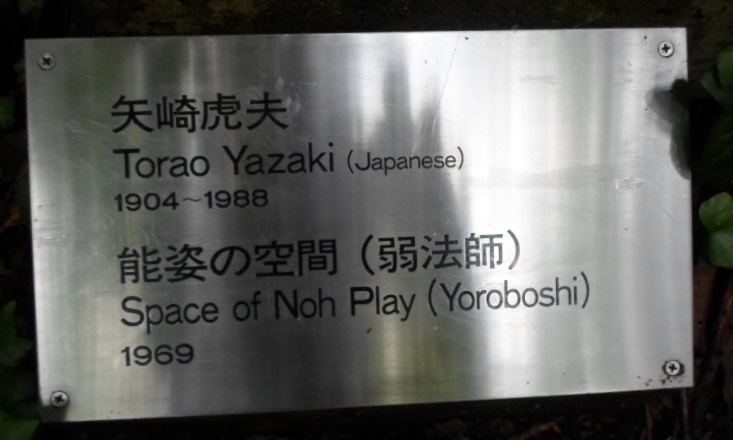 矢崎虎夫
Torao Yazaki (Japanese)
1904~1988
能姿の空間（弱法師）
Space of Noh Play (Yoroboshi)
1969